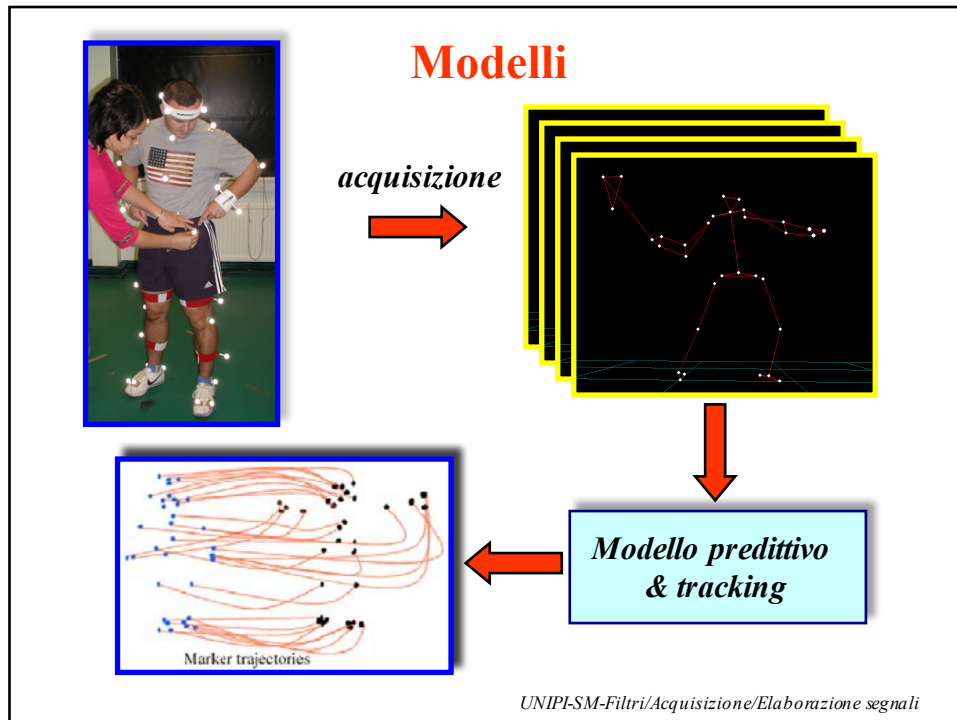 Modelli
acquisizione
Modello predittivo
& tracking
Marker trajectories
UNIPI-SM-Filtri/Acquisizione/Elaborazione segnali